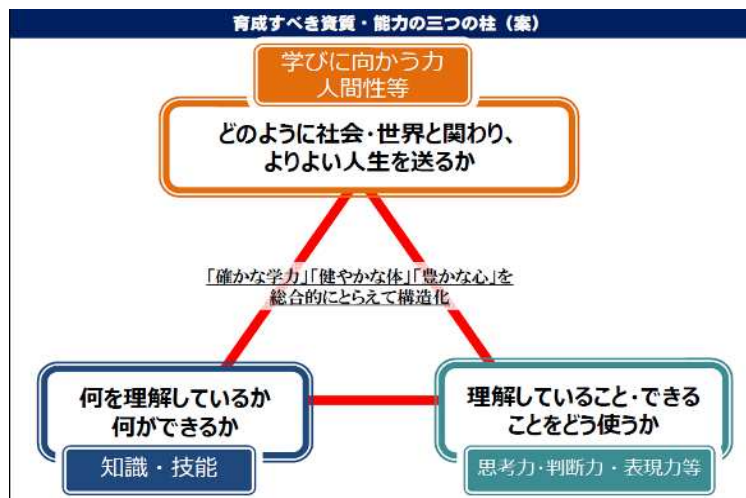 育成すべき資質・能力の三つの柱（案）
学びに向かう力
人間性等
どのように社会・世界と関わり、
よりよい人生を送るか
「確かな学力」「健やかな体」「豊かな心」を
総合的にとらえて構造化
何を理解しているか
何ができるか
知識・技能
理解していること・できる
ことをどう使うか
思考力・判断力・表現力等